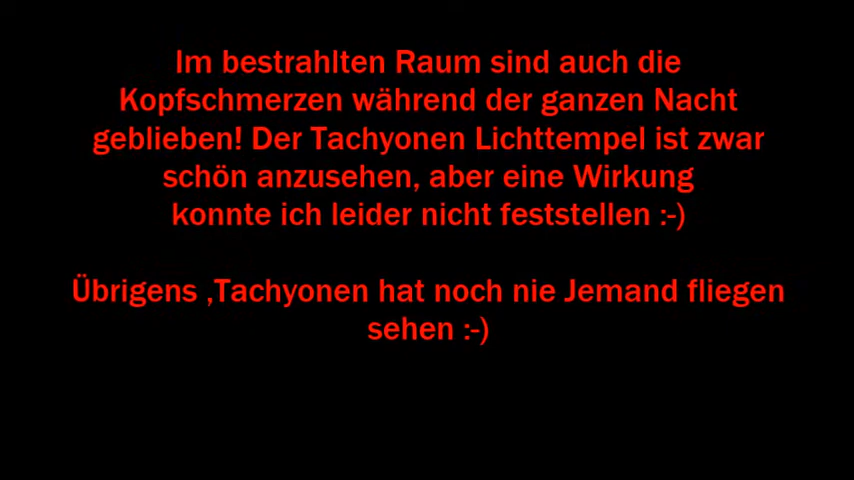 Im bestrahlten Raum sind auch die
Kopfschmerzen während der ganzen Nacht
geblieben! Der Tachyonen Lichttempel ist zwar
schön anzusehen, aber eine Wirkung
konnte ich leider nicht feststellen :-)
Übrigens ,Tachyonen hat noch nie Jemand fliegen
sehen :-)